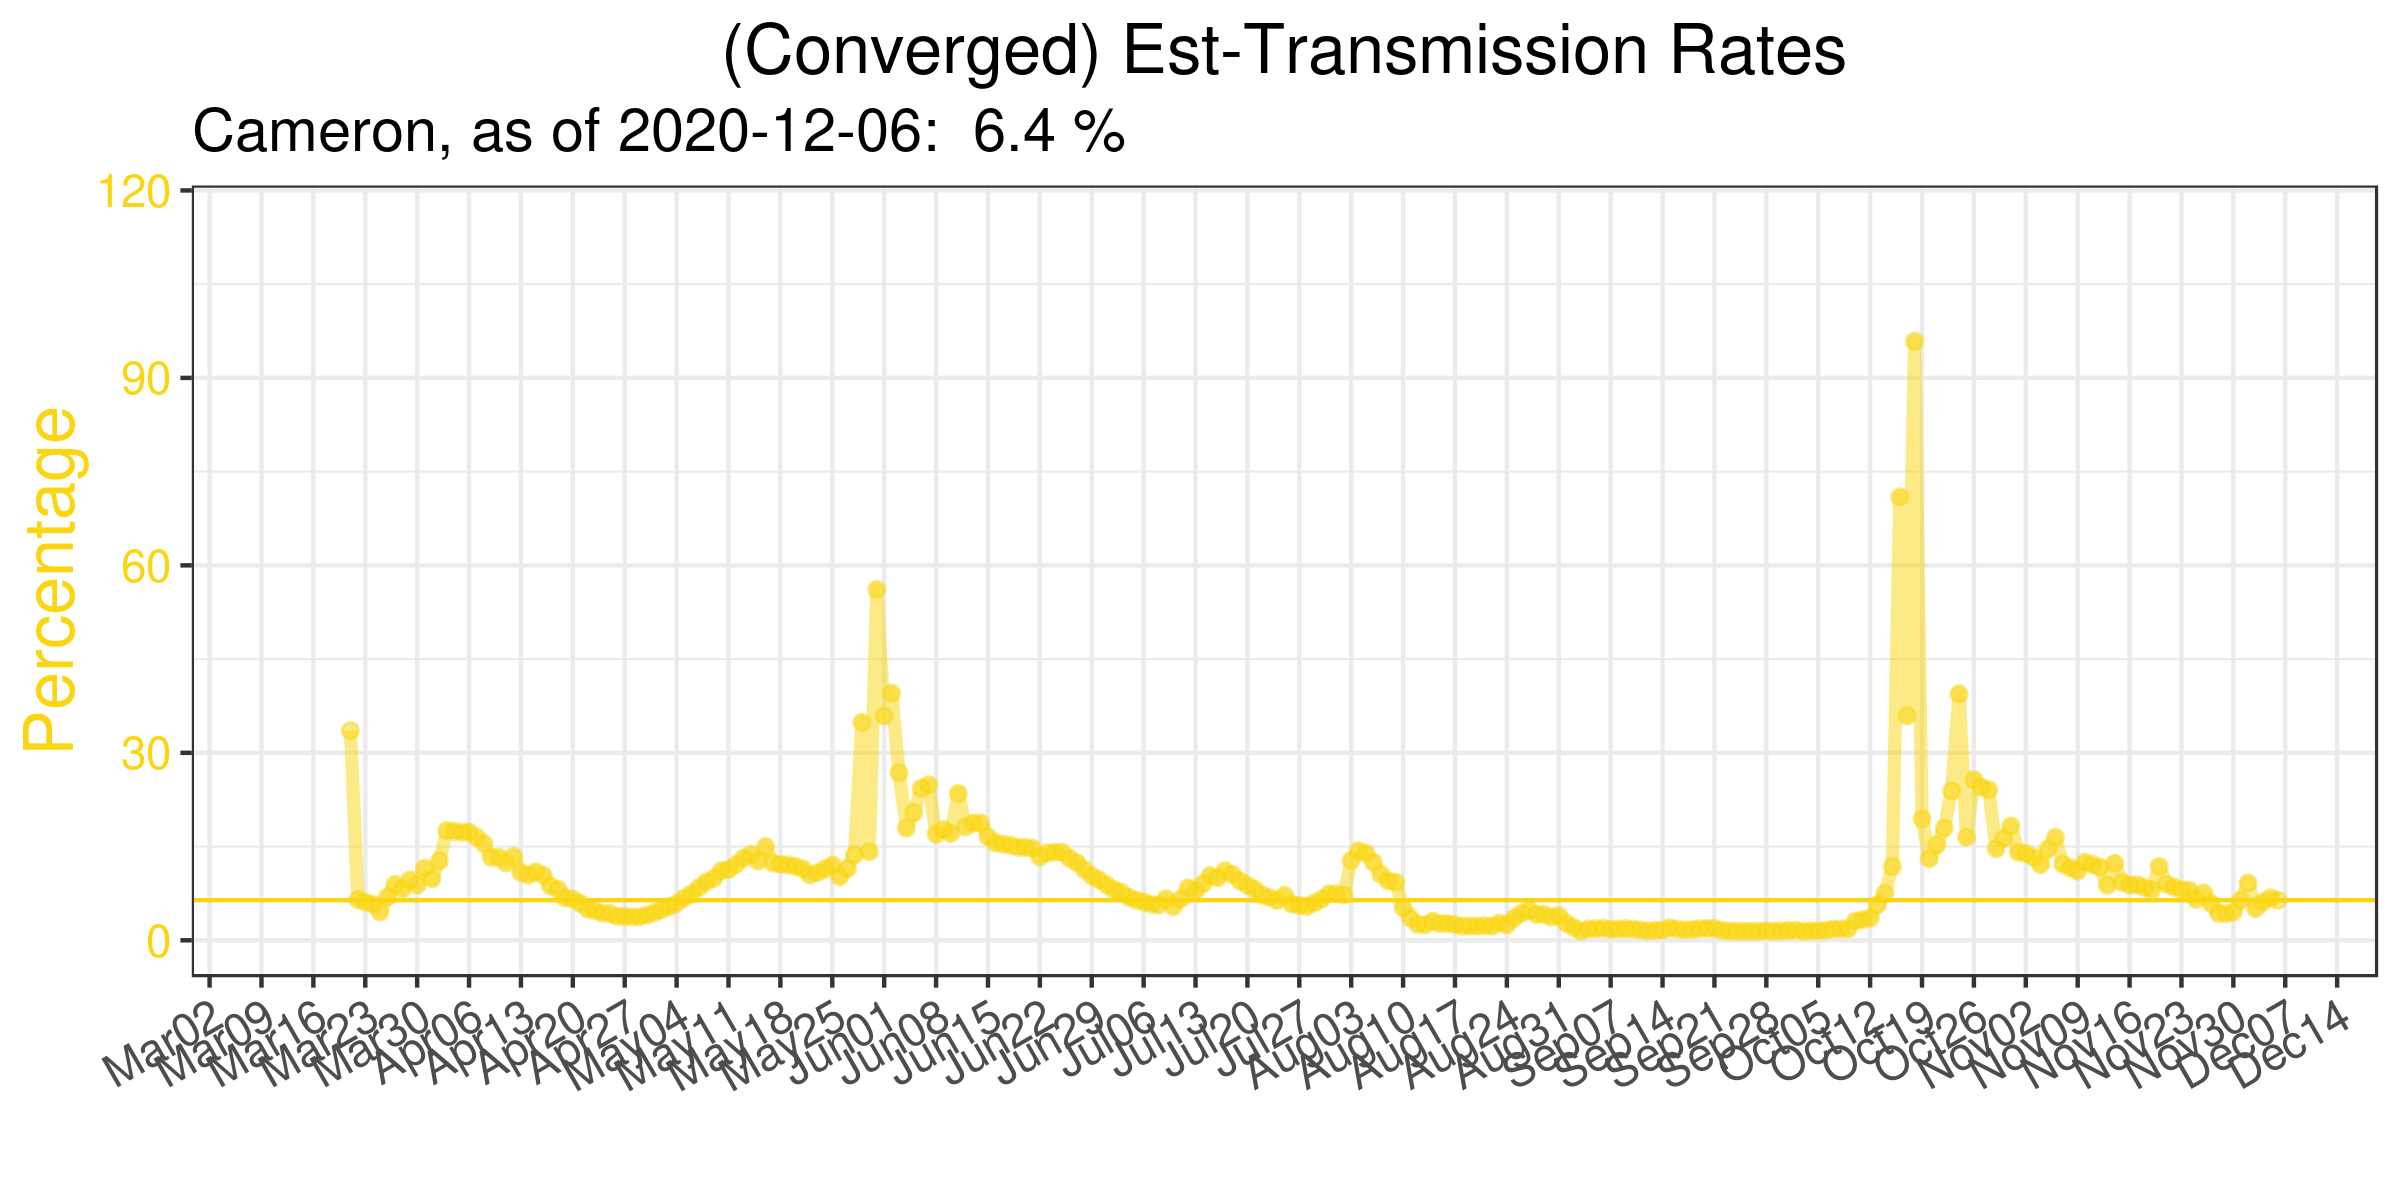 (Converged) Est-Transmission Rates
Cameron, as of 2020-12-06:  6.4 %
Percentage
120
90
60
30
0
Mar02
Mar09
Mar16
Mar23
Mar30
Apr06
Apr13
Apr20
Apr27
May04
May11
May18
May25
Jun01
Jun08
Jun15
Jun22
Jun29
Jul06
Jul13
Jul20
Jul27
Aug03
Aug10
Aug17
Aug24
Aug31
Sep07
Sep14
Sep21
Sep28
Oct05
Oct12
Oct19
Oct26
Nov02
Nov09
Nov16
Nov23
Nov30
Dec07
Dec14